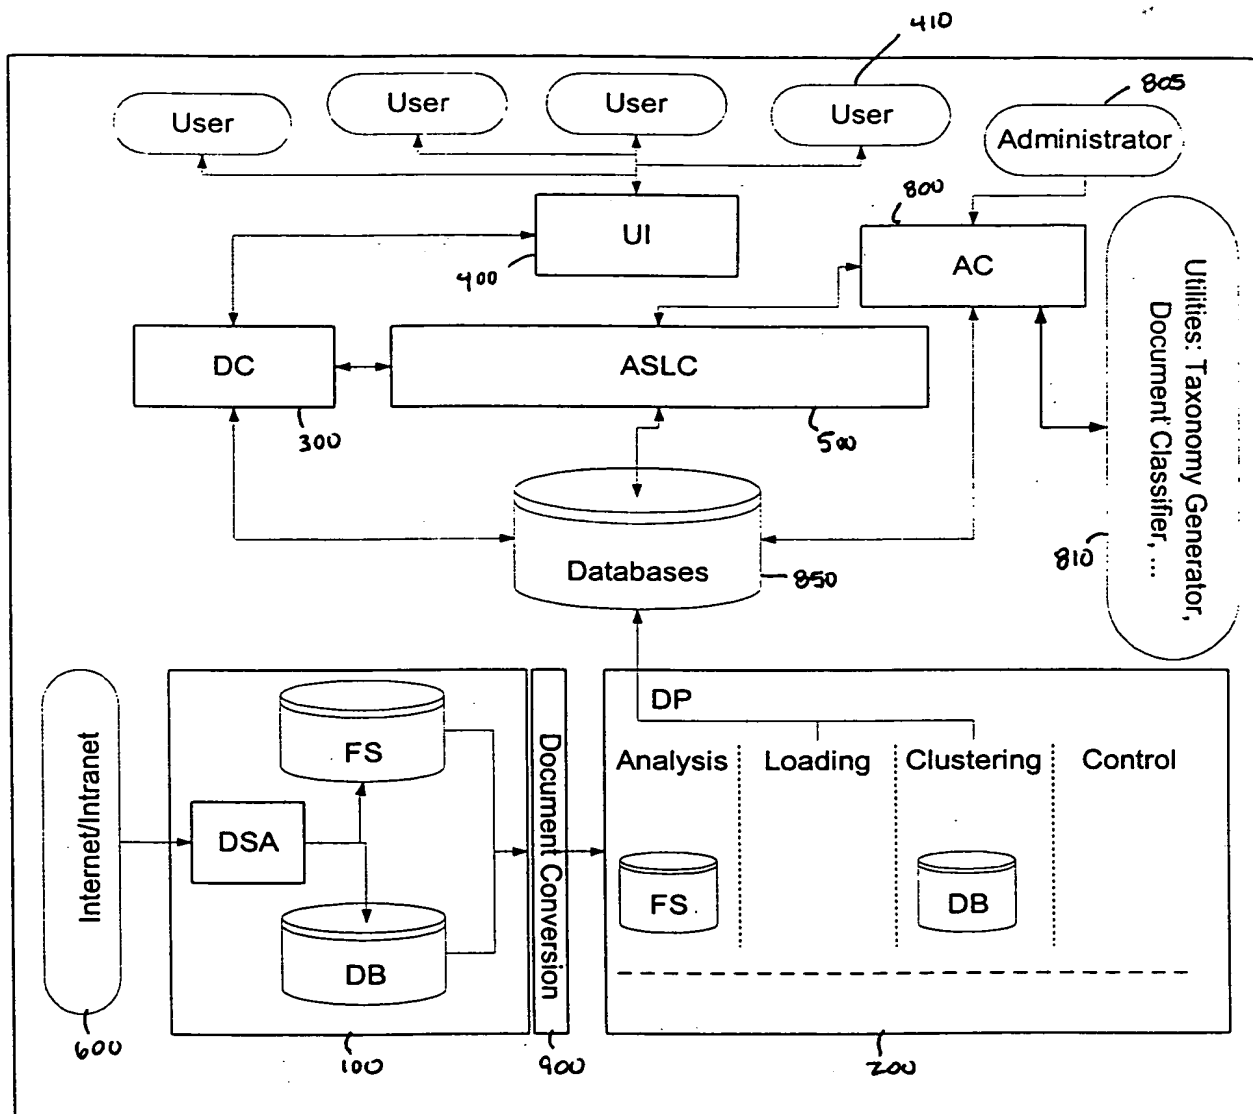 410
805
User
User
User
User
Administrator
800
UI
400
AC
Utilities: Taxonomy Generator,
Document Classifier, ...
810
DC
300
ASLC
500
Databases
850
Internet/Intranet
600
DSA
FS
DB
100
Document Conversion
900
DP
Analysis
Loading
Clustering
Control
FS
DB
200